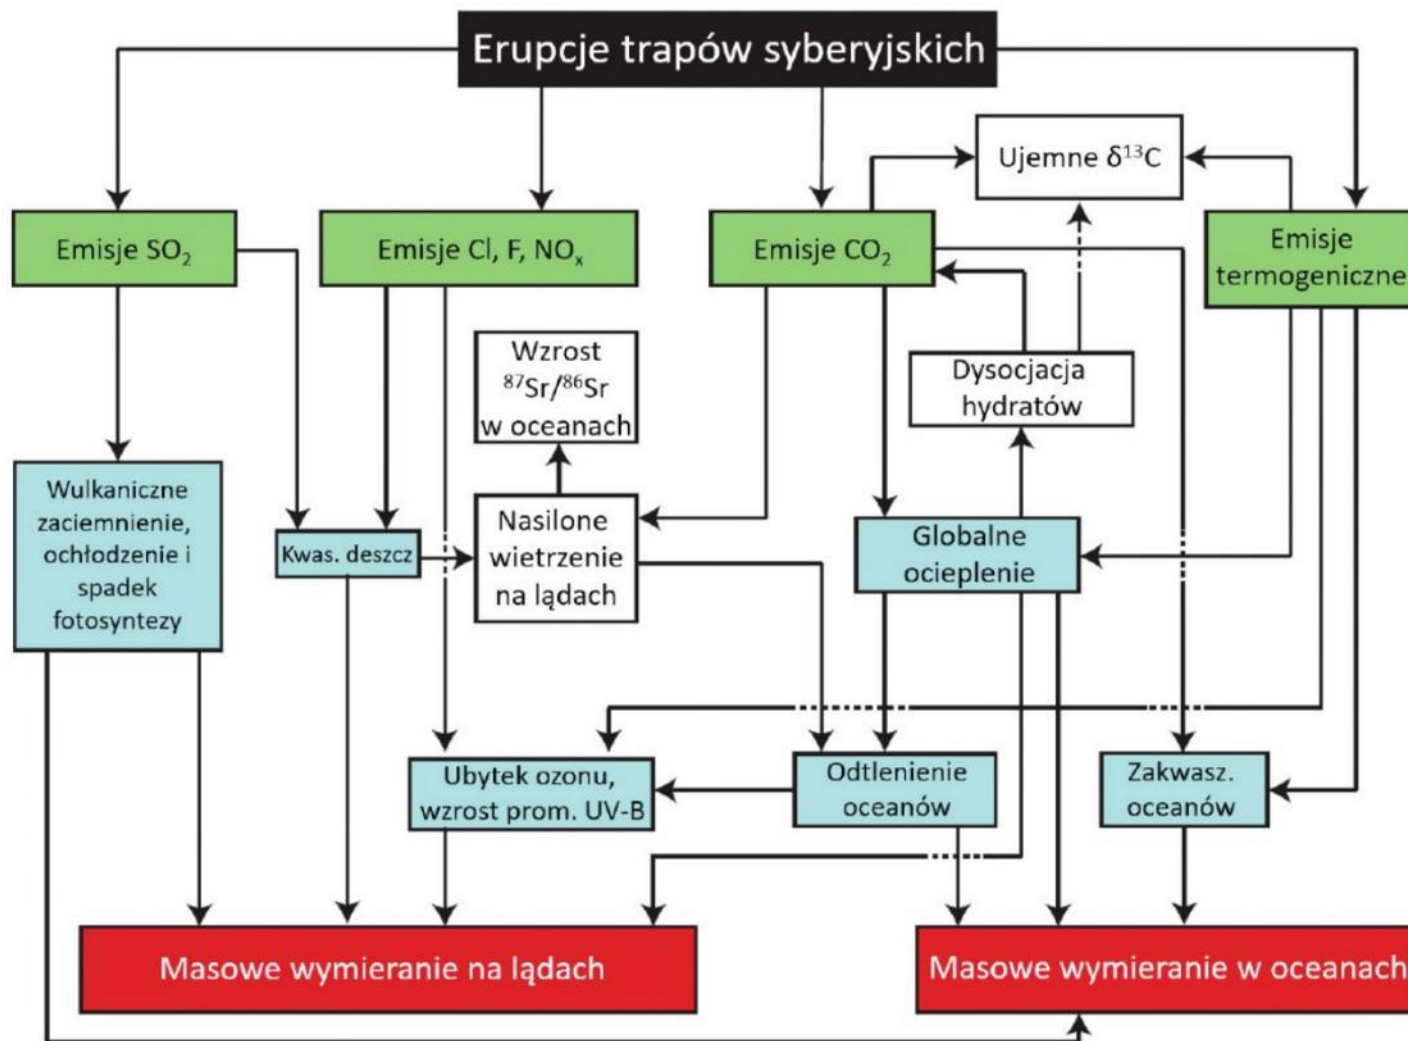 Erupcje trapów syberyjskich
Ujemne δ¹³C
Emisje SO₂
Emisje Cl, F, NOₓ
Emisje CO₂
Emisje
termogeniczne
Wzrost
⁸⁷Sr/⁸⁶Sr
w oceanach
Dysocjacja
hydratów
Wulkaniczne
zaciemnienie,
ochłodzenie i
spadek
fotosyntezy
Kwas. deszcz
Nasilone
wietrzenie
na lądach
Globalne
ocieplenie
Ubytek ozonu,
wzrost prom. UV-B
Odtlenienie
oceanów
Zakwasz.
oceanów
Masowe wymieranie na lądach
Masowe wymieranie w oceanach